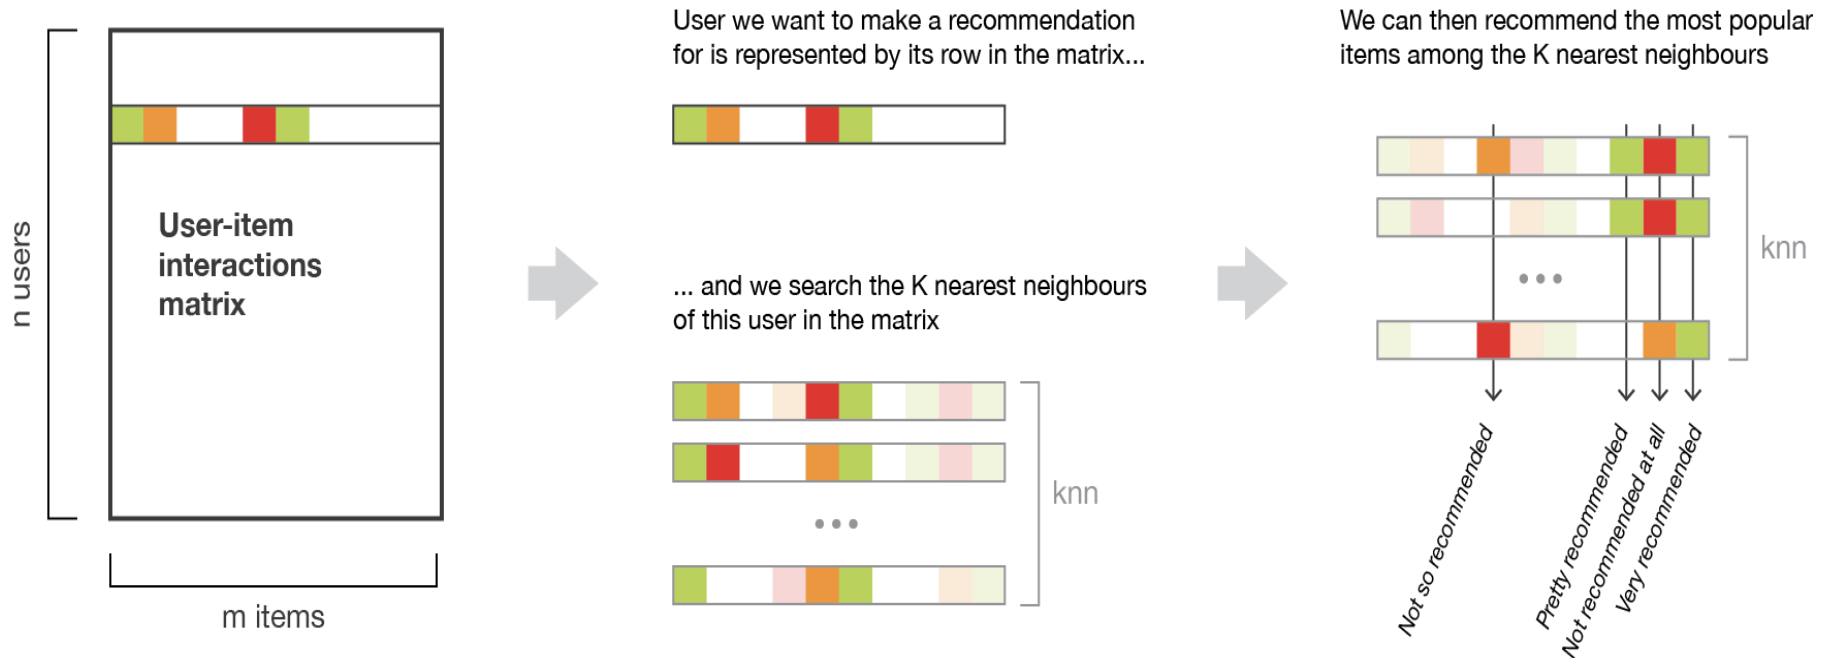 User we want to make a recommendation
for is represented by its row in the matrix...
We can then recommend the most popular
items among the K nearest neighbours
n users
User-item
interactions
matrix
m items
... and we search the K nearest neighbours
of this user in the matrix
knn
knn
Not so recommended
Pretty recommended
Not recommended at all
Very recommended